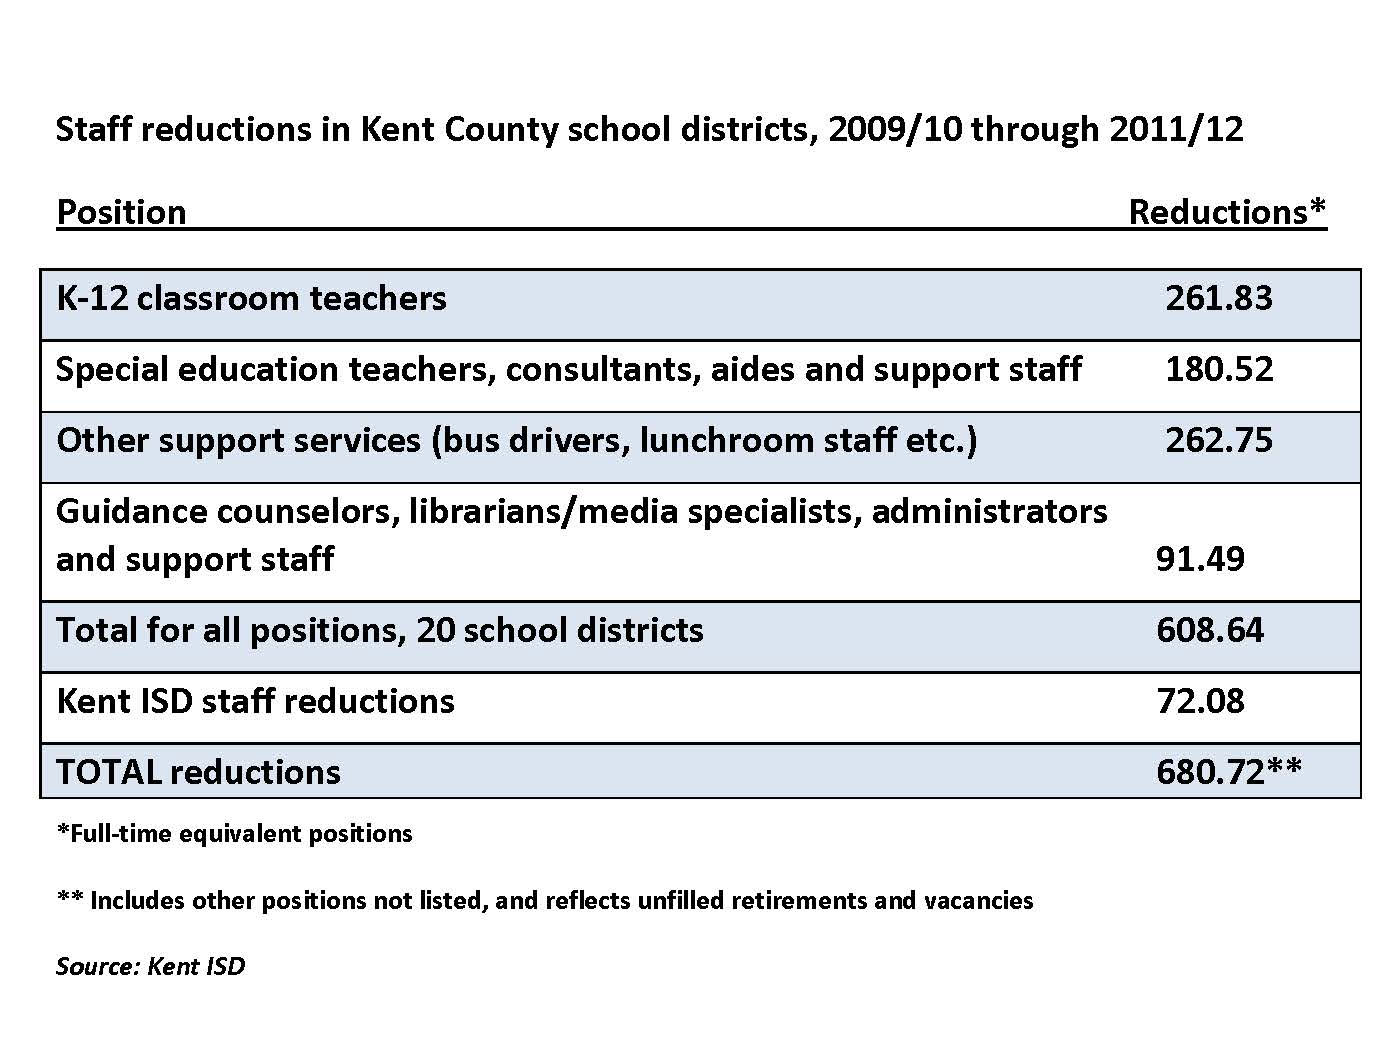 Staff reductions in Kent County school districts, 2009/10 through 2011/12
Position Reductions*
K-12 classroom teachers 261.83
Special education teachers, consultants, aides and support staff 180.52
Other support services (bus drivers, lunchroom staff etc.) 262.75
Guidance counselors, librarians/media specialists, administrators
and support staff 91.49
Total for all positions, 20 school districts 608.64
Kent ISD staff reductions 72.08
TOTAL reductions 680.72**
*Full-time equivalent positions
** Includes other positions not listed, and reflects unfilled retirements and vacancies
Source: Kent ISD